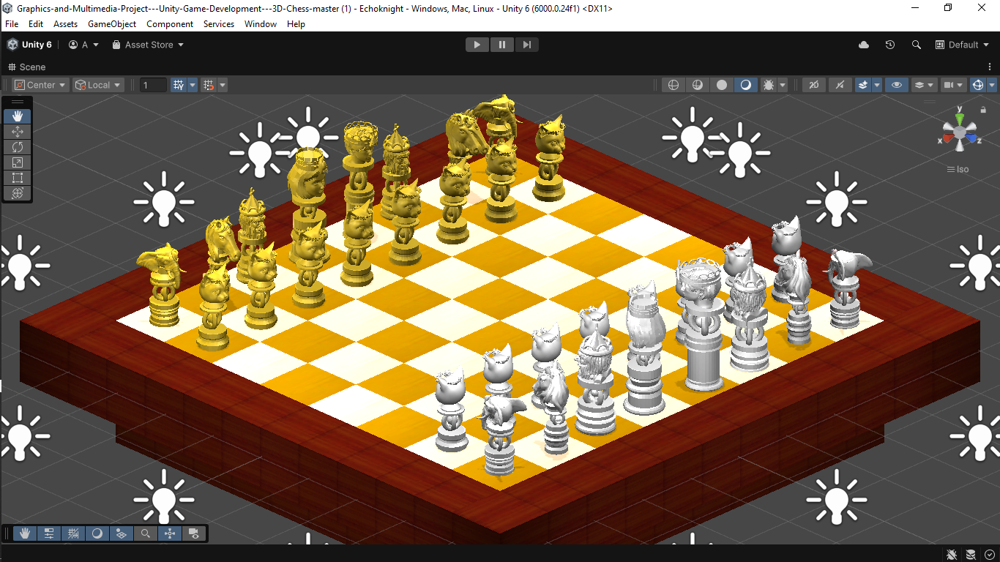 Graphics-and-Multimedia-Project---Unity-Game-Development---3D-Chess-master (1) - Echoknight - Windows, Mac, Linux - Unity 6 (6000.0.24f1) <DX11>
File Edit Assets GameObject Component Services Window Help
Unity 6 A Asset Store Default
Scene
Center Local 1 2D
y
x z
Iso